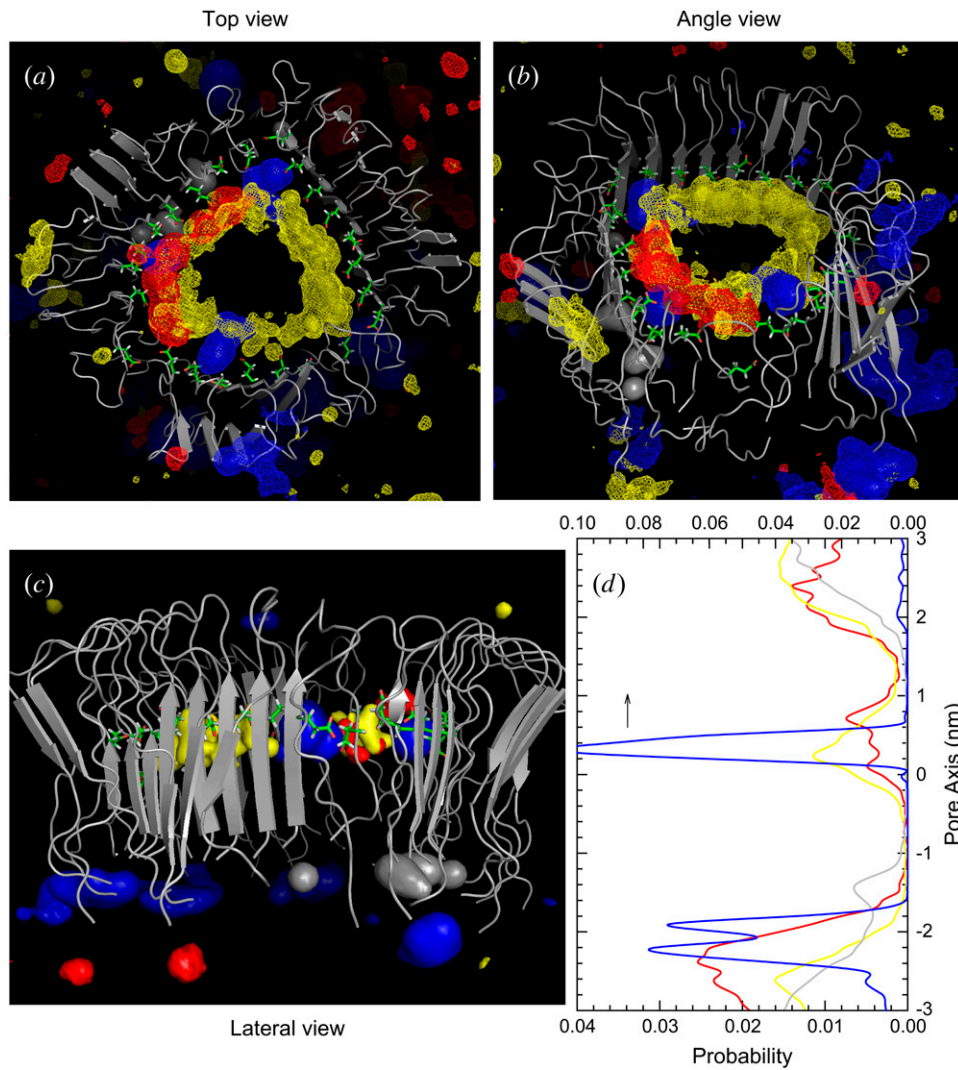 Top view
Angle view
(a)
(b)
(c)
Lateral view
0.10 0.08 0.06 0.04 0.02 0.00
(d)
3
2
1
0
-1
-2
-3
Pore Axis (nm)
0.04 0.03 0.02 0.01 0.00
Probability